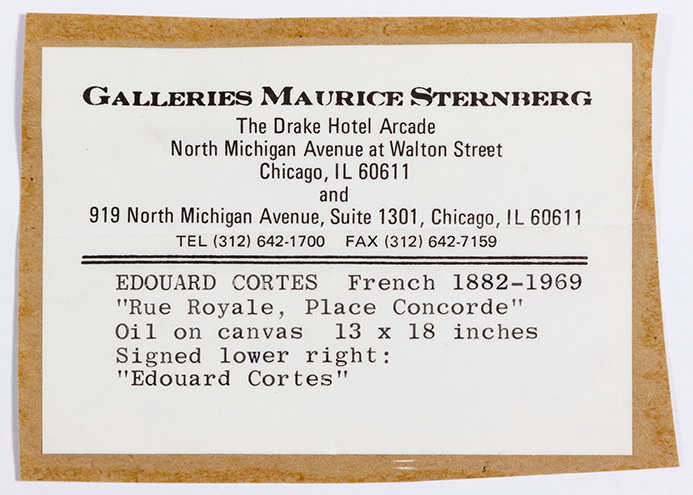 GALLERIES MAURICE STERNBERG
The Drake Hotel Arcade
North Michigan Avenue at Walton Street
Chicago, IL 60611
and
919 North Michigan Avenue, Suite 1301, Chicago, IL 60611
TEL (312) 642-1700 FAX (312) 642-7159
EDOUARD CORTES French 1882-1969
"Rue Royale, Place Concorde"
Oil on canvas 13 x 18 inches
Signed lower right:
"Edouard Cortes"